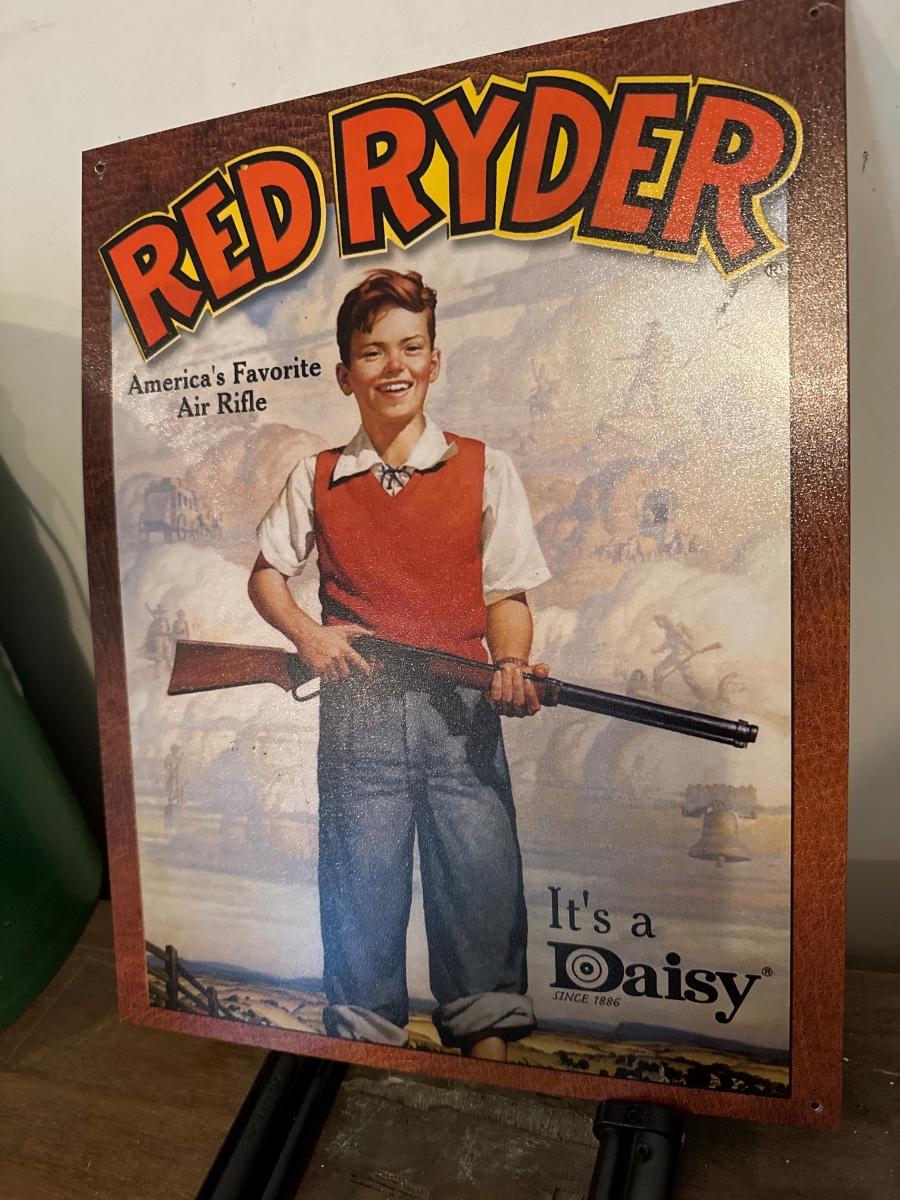 RED RYDER®
America's Favorite
Air Rifle
It's a
Daisy®
SINCE 1886